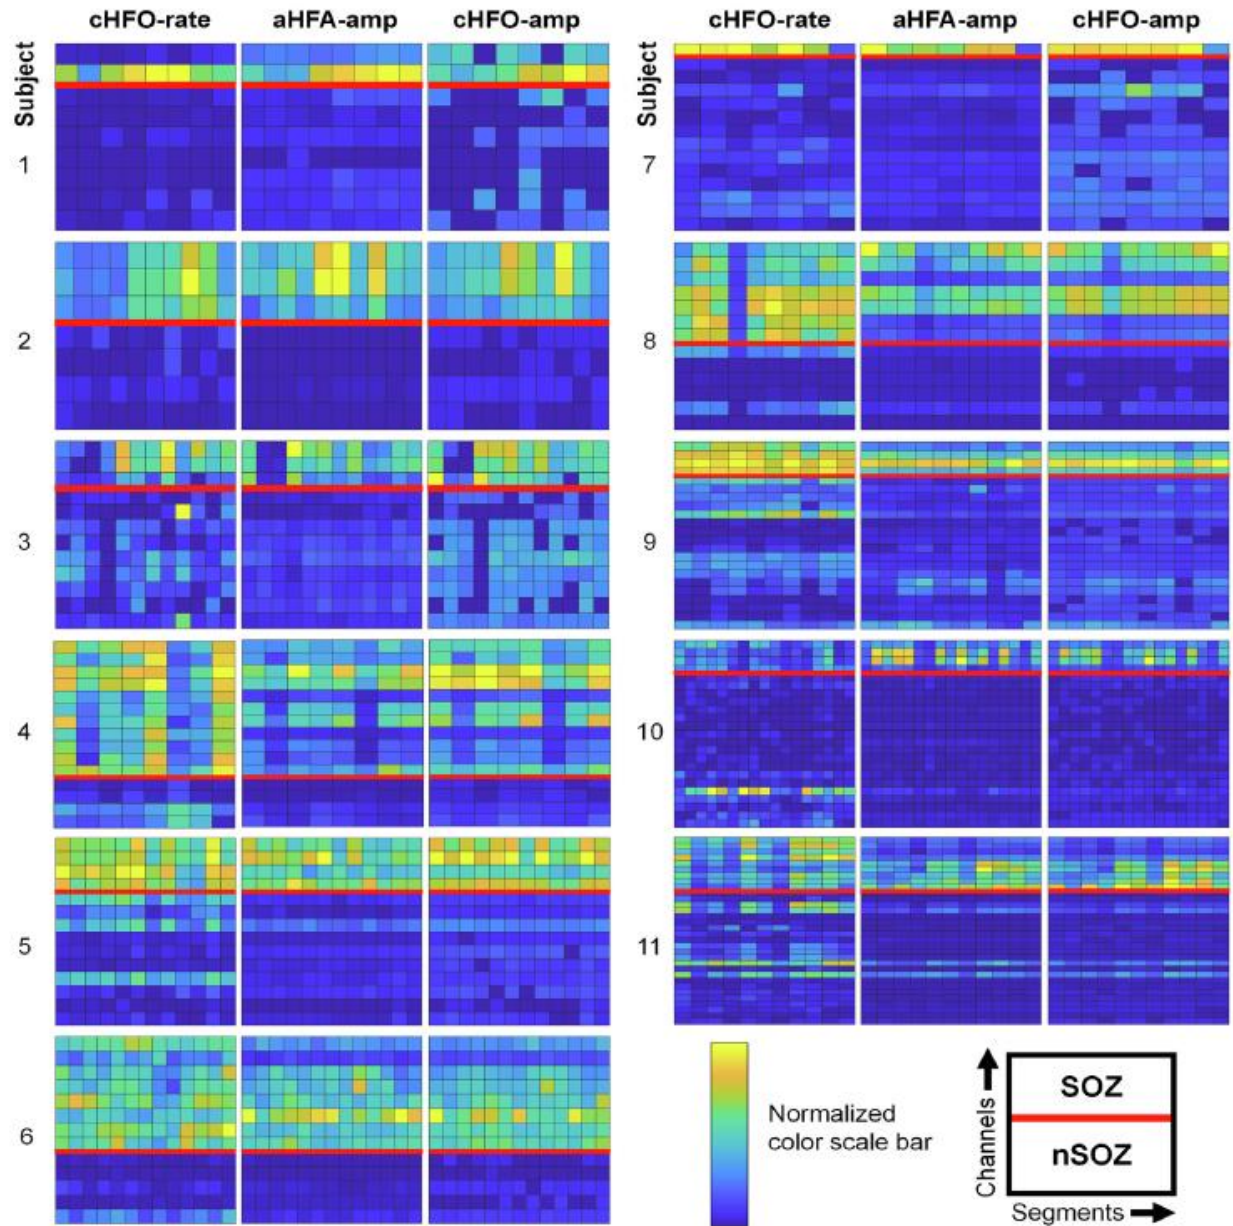 cHFO-rate aHFA-amp cHFO-amp
Subject
1
2
3
4
5
6
cHFO-rate aHFA-amp cHFO-amp
Subject
7
8
9
10
11
Normalized
color scale bar
Channels
SOZ
nSOZ
Segments